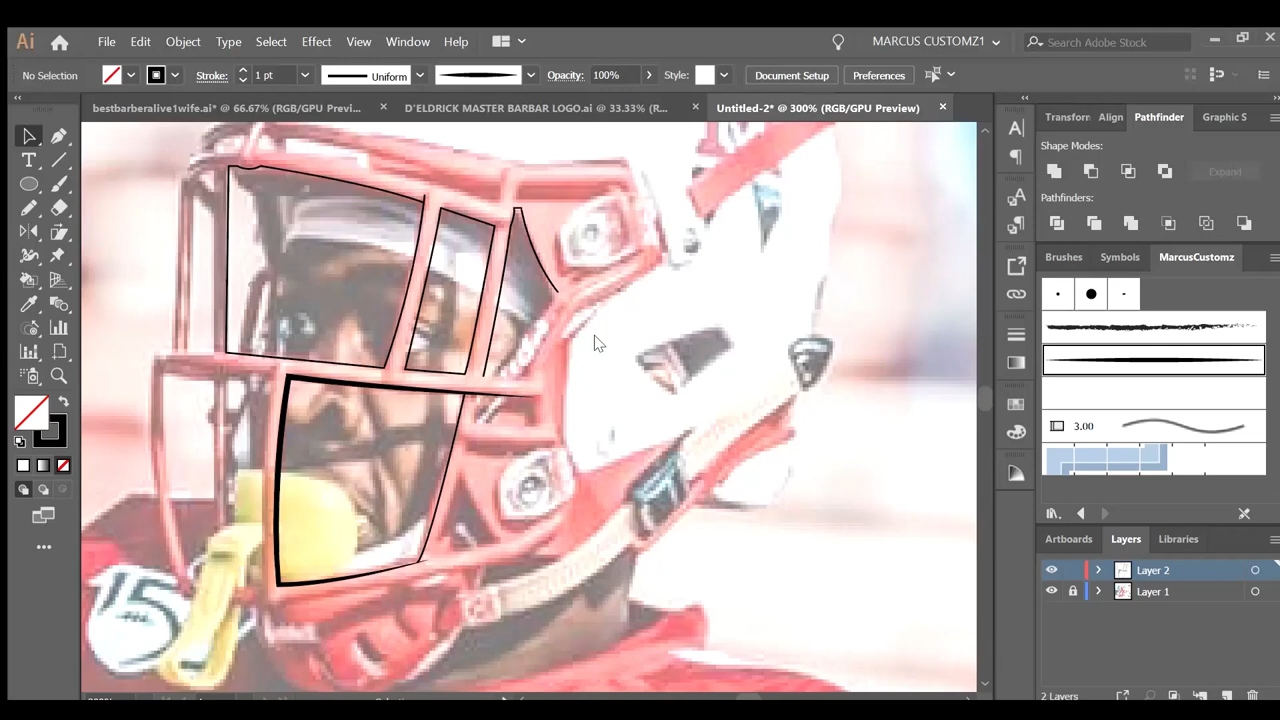 Ai File Edit Object Type Select Effect View Window Help MARCUS CUSTOMZ1 Search Adobe Stock
No Selection Stroke: 1 pt Uniform Opacity: 100% Style: Document Setup Preferences
bestbarberalive1wife.ai* @ 66.67% (RGB/GPU Previ... D'ELDRICK MASTER BARBAR LOGO.ai @ 33.33% (R... Untitled-2* @ 300% (RGB/GPU Preview)
Transforr Align Pathfinder Graphic S
Shape Modes:
Expand
Pathfinders:
Brushes Symbols MarcusCustomz
3.00
15
Artboards Layers Libraries
Layer 2
Layer 1
2 Layers